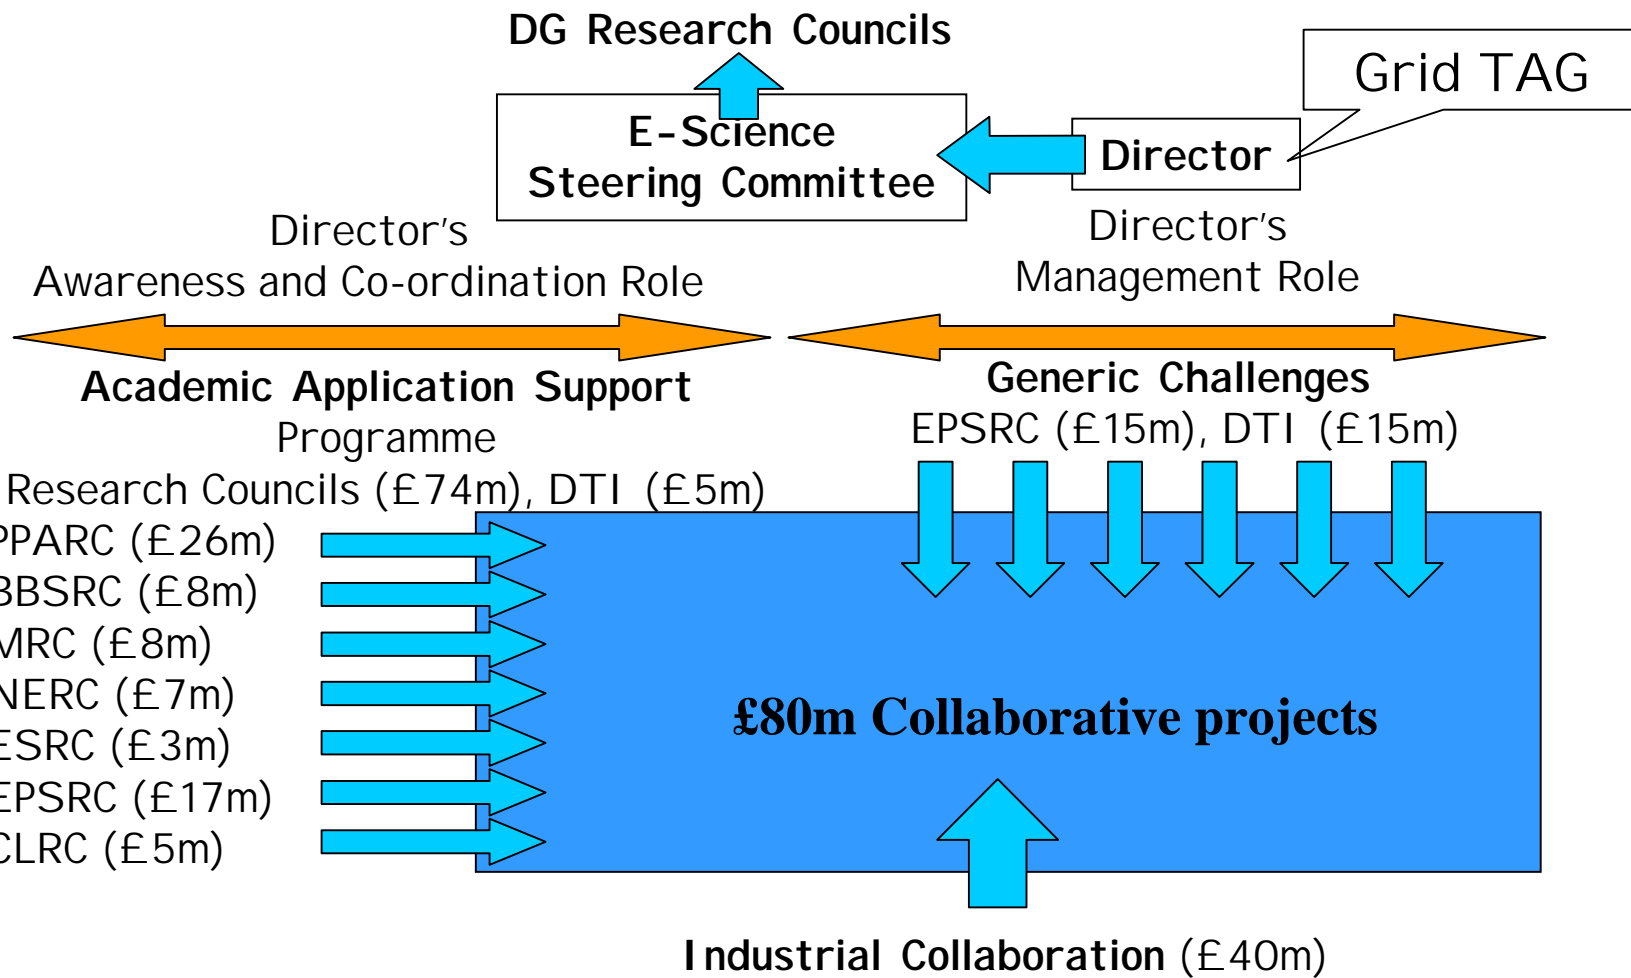 DG Research Councils
Grid TAG
E-Science
Steering Committee
Director
Director's
Awareness and Co-ordination Role
Director's
Management Role
Academic Application Support
Programme
Research Councils (£74m), DTI (£5m)
PPARC (£26m)
BBSRC (£8m)
MRC (£8m)
NERC (£7m)
ESRC (£3m)
EPSRC (£17m)
CLRC (£5m)
Generic Challenges
EPSRC (£15m), DTI (£15m)
£80m Collaborative projects
Industrial Collaboration (£40m)